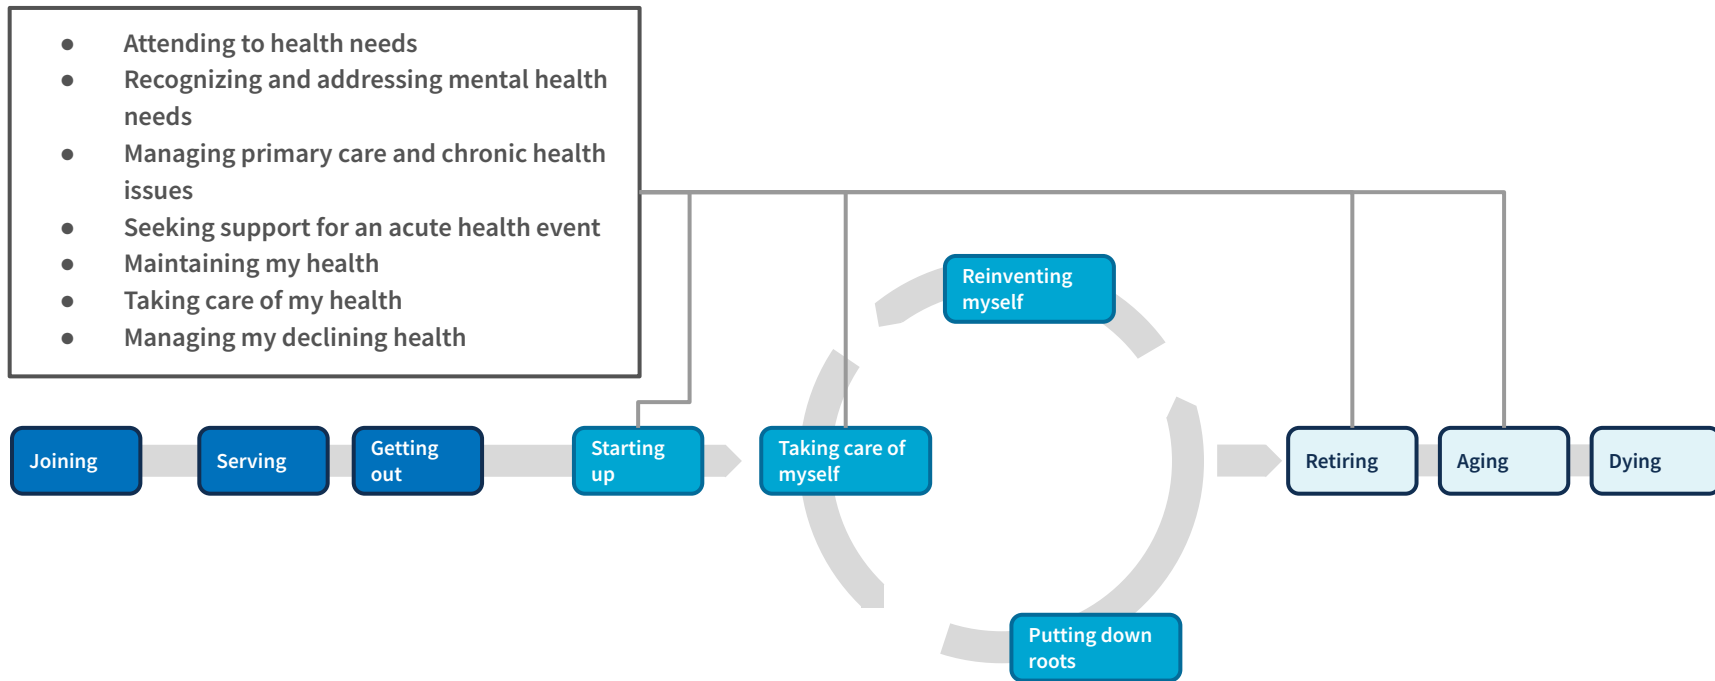 ● Attending to health needs
● Recognizing and addressing mental health
needs
● Managing primary care and chronic health
issues
● Seeking support for an acute health event
● Maintaining my health
● Taking care of my health
● Managing my declining health
Reinventing
myself
Joining
Serving
Getting
out
Starting
up
Taking care of
myself
Retiring
Aging
Dying
Putting down
roots